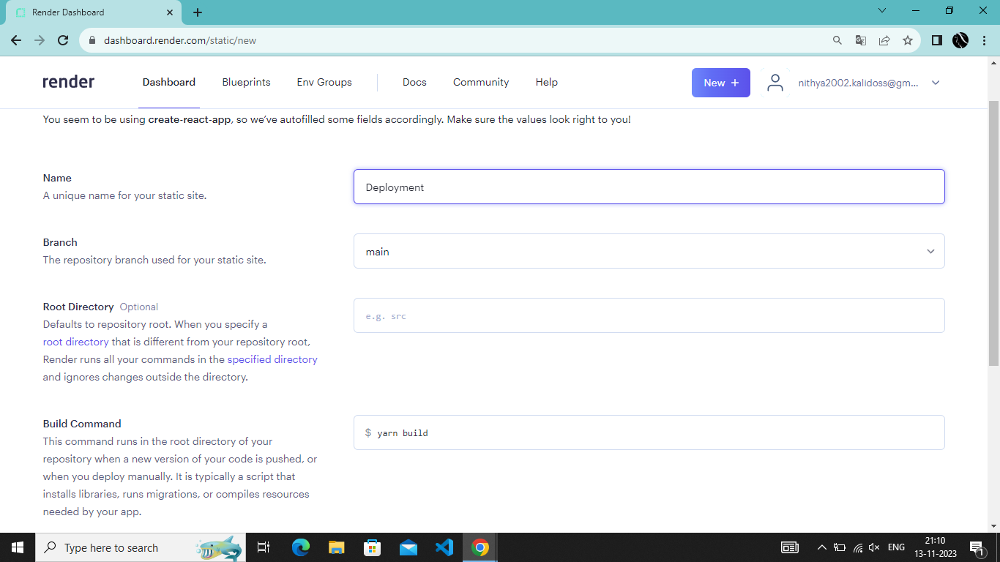 Render Dashboard
dashboard.render.com/static/new
render Dashboard Blueprints Env Groups Docs Community Help New + nithya2002.kalidoss@gm...
You seem to be using create-react-app, so we've autofilled some fields accordingly. Make sure the values look right to you!
Name
A unique name for your static site.
Deployment
Branch
The repository branch used for your static site.
main
Root Directory Optional
Defaults to repository root. When you specify a
root directory that is different from your repository root,
Render runs all your commands in the specified directory
and ignores changes outside the directory.
e.g. src
Build Command
This command runs in the root directory of your
repository when a new version of your code is pushed, or
when you deploy manually. It is typically a script that
installs libraries, runs migrations, or compiles resources
needed by your app.
$ yarn build
Type here to search
ENG
21:10
13-11-2023
1